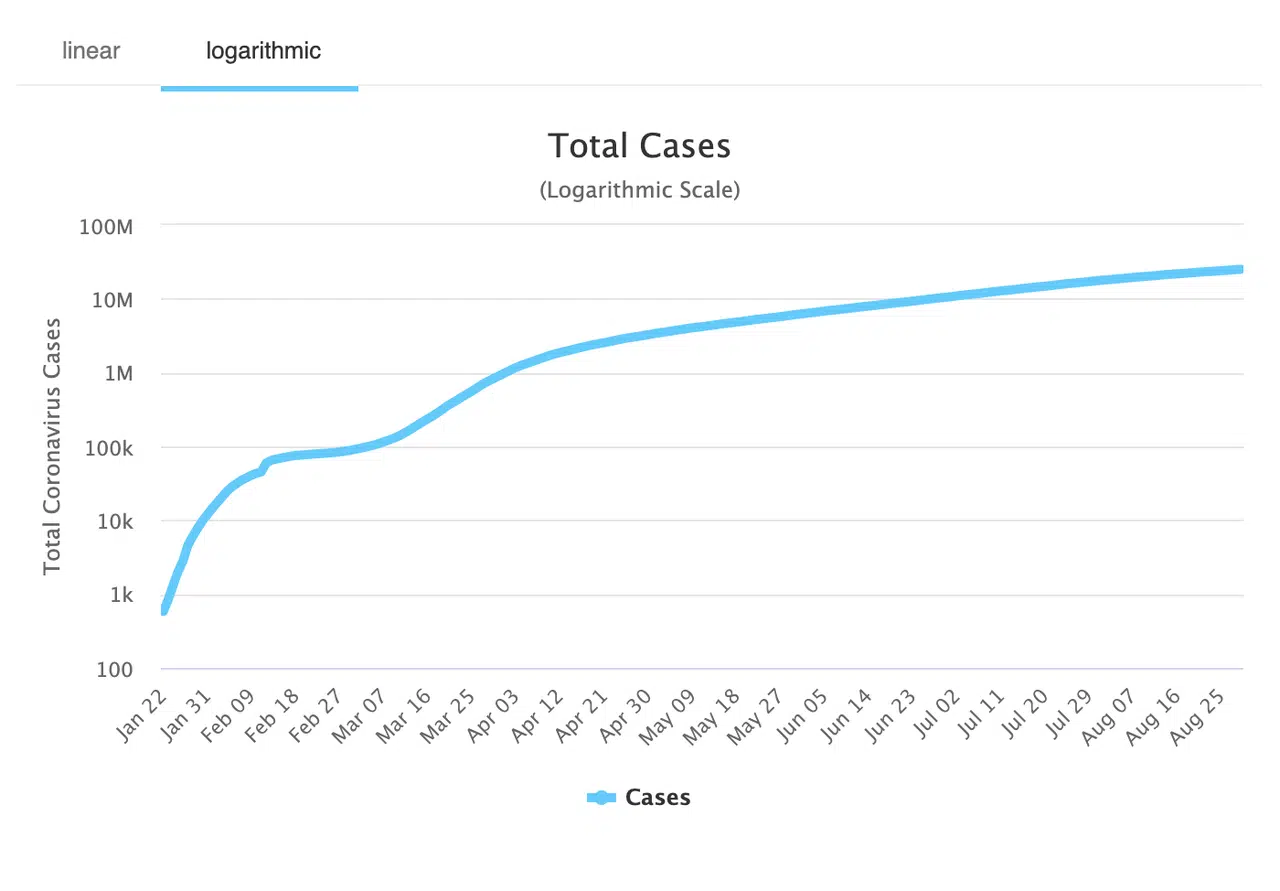 linear logarithmic
Total Cases
(Logarithmic Scale)
Total Coronavirus Cases
100M
10M
1M
100k
10k
1k
100
Jan 22 Jan 31 Feb 09 Feb 18 Feb 27 Mar 07 Mar 16 Mar 25 Apr 03 Apr 12 Apr 21 Apr 30 May 09 May 18 May 27 Jun 05 Jun 14 Jun 23 Jul 02 Jul 11 Jul 20 Jul 29 Aug 07 Aug 16 Aug 25
Cases